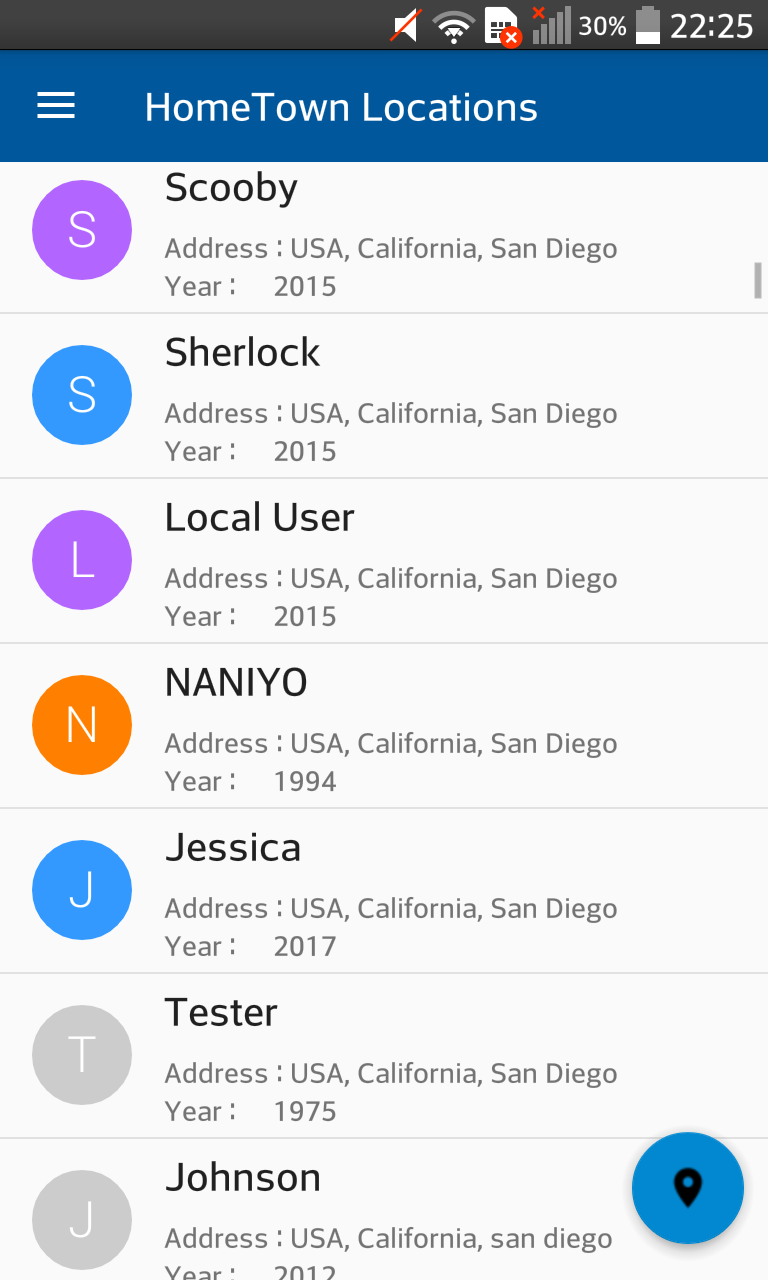 30% 22:25
HomeTown Locations
S
Scooby
Address : USA, California, San Diego
Year : 2015
S
Sherlock
Address : USA, California, San Diego
Year : 2015
L
Local User
Address : USA, California, San Diego
Year : 2015
N
NANIYO
Address : USA, California, San Diego
Year : 1994
J
Jessica
Address : USA, California, San Diego
Year : 2017
T
Tester
Address : USA, California, San Diego
Year : 1975
J
Johnson
Address : USA, California, san diego
Year : 2012